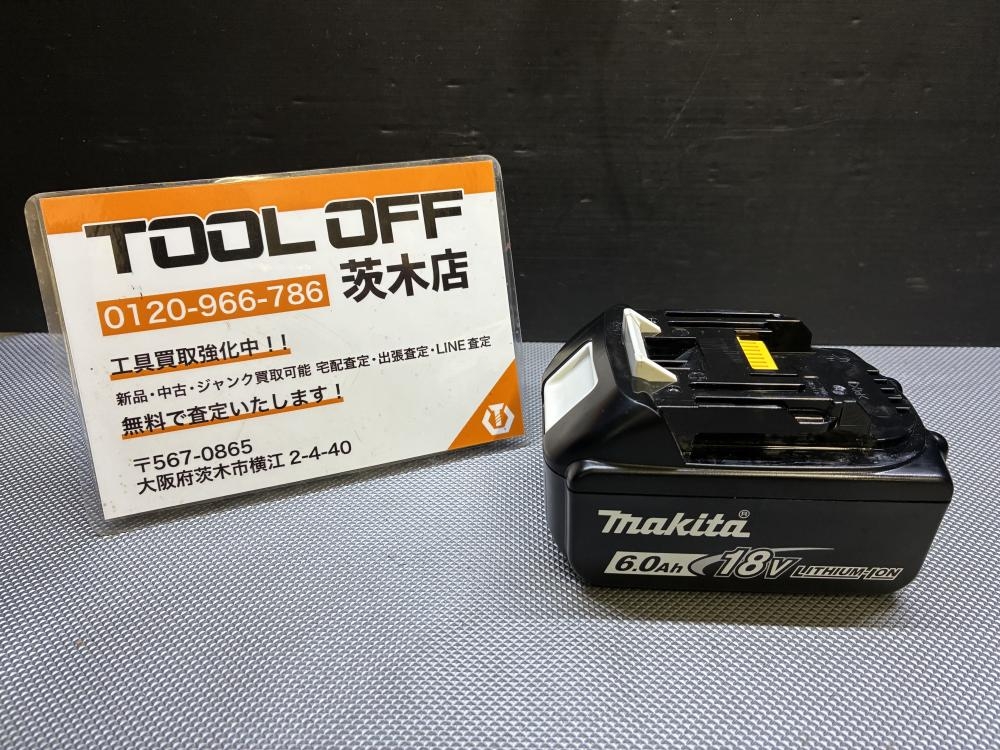 TOOL OFF
茨木店
0120-966-786
工具買取強化中！！
新品・中古・ジャンク買取可能 宅配査定・出張査定・LINE査定
無料で査定いたします！
〒567-0865
大阪府茨木市横江 2-4-40
makita®
6.0Ah 18V LITHIUM-ION